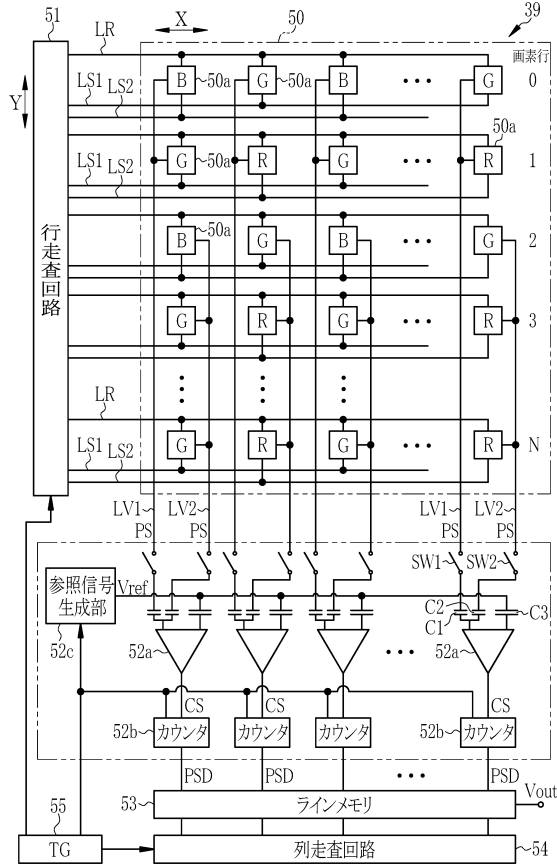 51 LR X 50 39
画素行
B 50a G 50a B ••• G 0
LS1 LS2
Y
50a
G 50a R G ••• R 1
LS1 LS2
50a
行走査回路
B G B ••• G 2
G R G ••• R 3
LR
G R G ••• R N
LS1 LS2
LV1 LV2 LV1 LV2
PS PS PS PS
SW1 SW2
参照信号生成部 Vref
52c
C2 C3
C1
52a ••• 52a
CS CS CS
52b カウンタ カウンタ カウンタ 52b カウンタ
PSD PSD ••• PSD
53 ラインメモリ Vout
55
TG 列走査回路 54